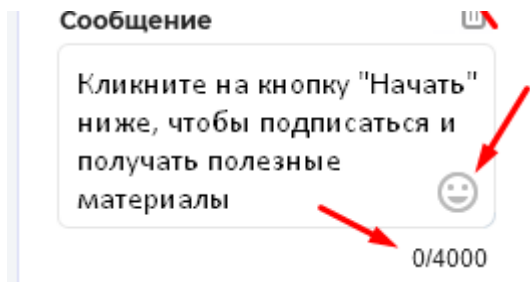 Сообщение
Кликните на кнопку "Начать"
ниже, чтобы подписаться и
получать полезные
материалы
0/4000